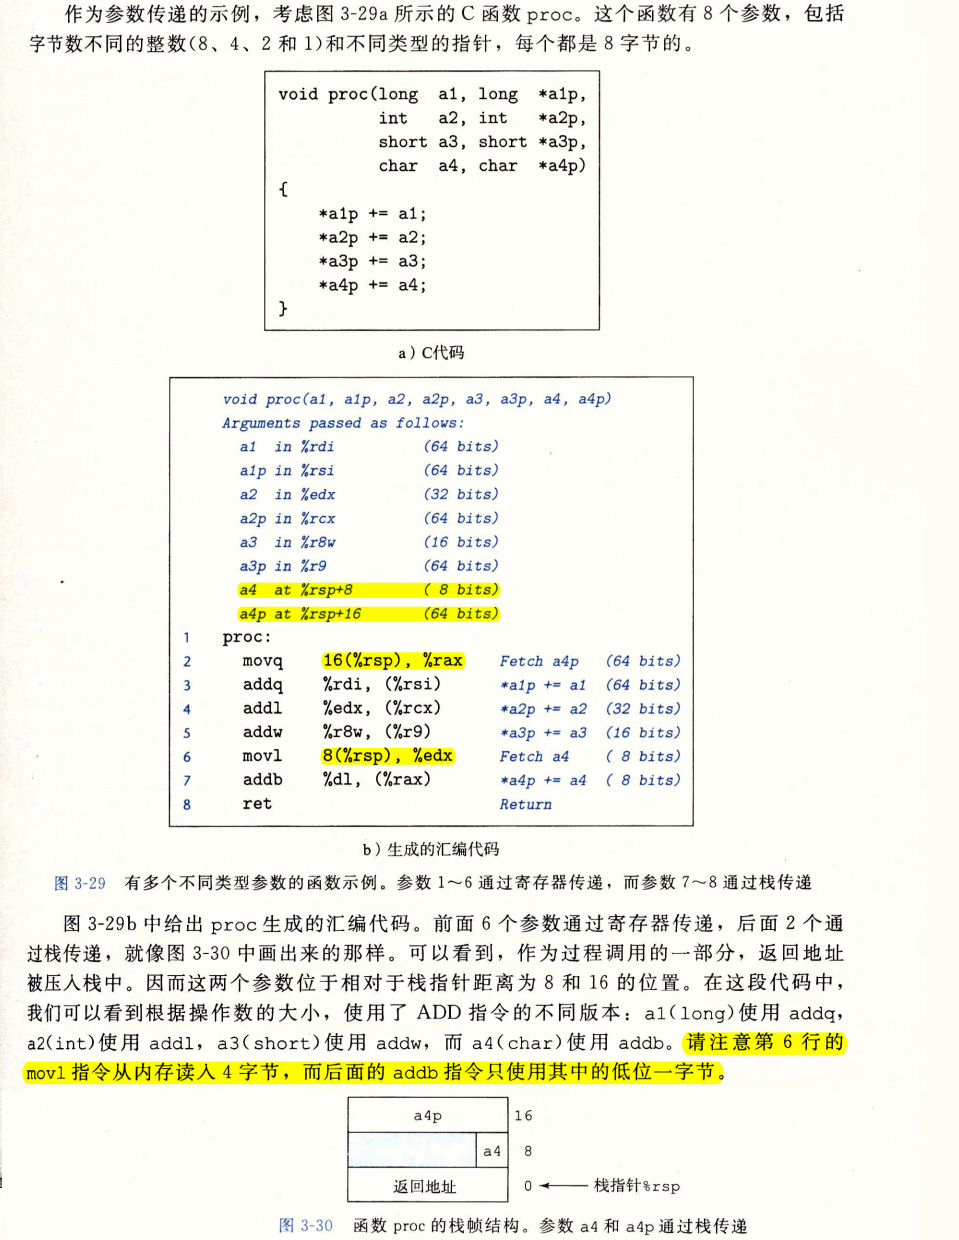 作为参数传递的示例，考虑图 3-29a 所示的 C 函数 proc。这个函数有 8 个参数，包括
字节数不同的整数(8、4、2 和 1)和不同类型的指针，每个都是 8 字节的。
void proc(long a1, long *a1p,
int a2, int *a2p,
short a3, short *a3p,
char a4, char *a4p)
{
*a1p += a1;
*a2p += a2;
*a3p += a3;
*a4p += a4;
}
a）C代码
void proc(a1, a1p, a2, a2p, a3, a3p, a4, a4p)
Arguments passed as follows:
a1 in %rdi (64 bits)
a1p in %rsi (64 bits)
a2 in %edx (32 bits)
a2p in %rcx (64 bits)
a3 in %r8w (16 bits)
a3p in %r9 (64 bits)
a4 at %rsp+8 ( 8 bits)
a4p at %rsp+16 (64 bits)
1 proc:
2 movq 16(%rsp), %rax Fetch a4p (64 bits)
3 addq %rdi, (%rsi) *a1p += a1 (64 bits)
4 addl %edx, (%rcx) *a2p += a2 (32 bits)
5 addw %r8w, (%r9) *a3p += a3 (16 bits)
6 movl 8(%rsp), %edx Fetch a4 ( 8 bits)
7 addb %dl, (%rax) *a4p += a4 ( 8 bits)
8 ret Return
b）生成的汇编代码
图 3-29 有多个不同类型参数的函数示例。参数 1～6 通过寄存器传递，而参数 7～8 通过栈传递
图 3-29b 中给出 proc 生成的汇编代码。前面 6 个参数通过寄存器传递，后面 2 个通
过栈传递，就像图 3-30 中画出来的那样。可以看到，作为过程调用的一部分，返回地址
被压入栈中。因而这两个参数位于相对于栈指针距离为 8 和 16 的位置。在这段代码中，
我们可以看到根据操作数的大小，使用了 ADD 指令的不同版本：a1(long)使用 addq，
a2(int)使用 addl，a3(short)使用 addw，而 a4(char)使用 addb。请注意第 6 行的
movl 指令从内存读入 4 字节，而后面的 addb 指令只使用其中的低位一字节。
a4p 16
a4 8
返回地址 0 栈指针%rsp
图 3-30 函数 proc 的栈帧结构。参数 a4 和 a4p 通过栈传递